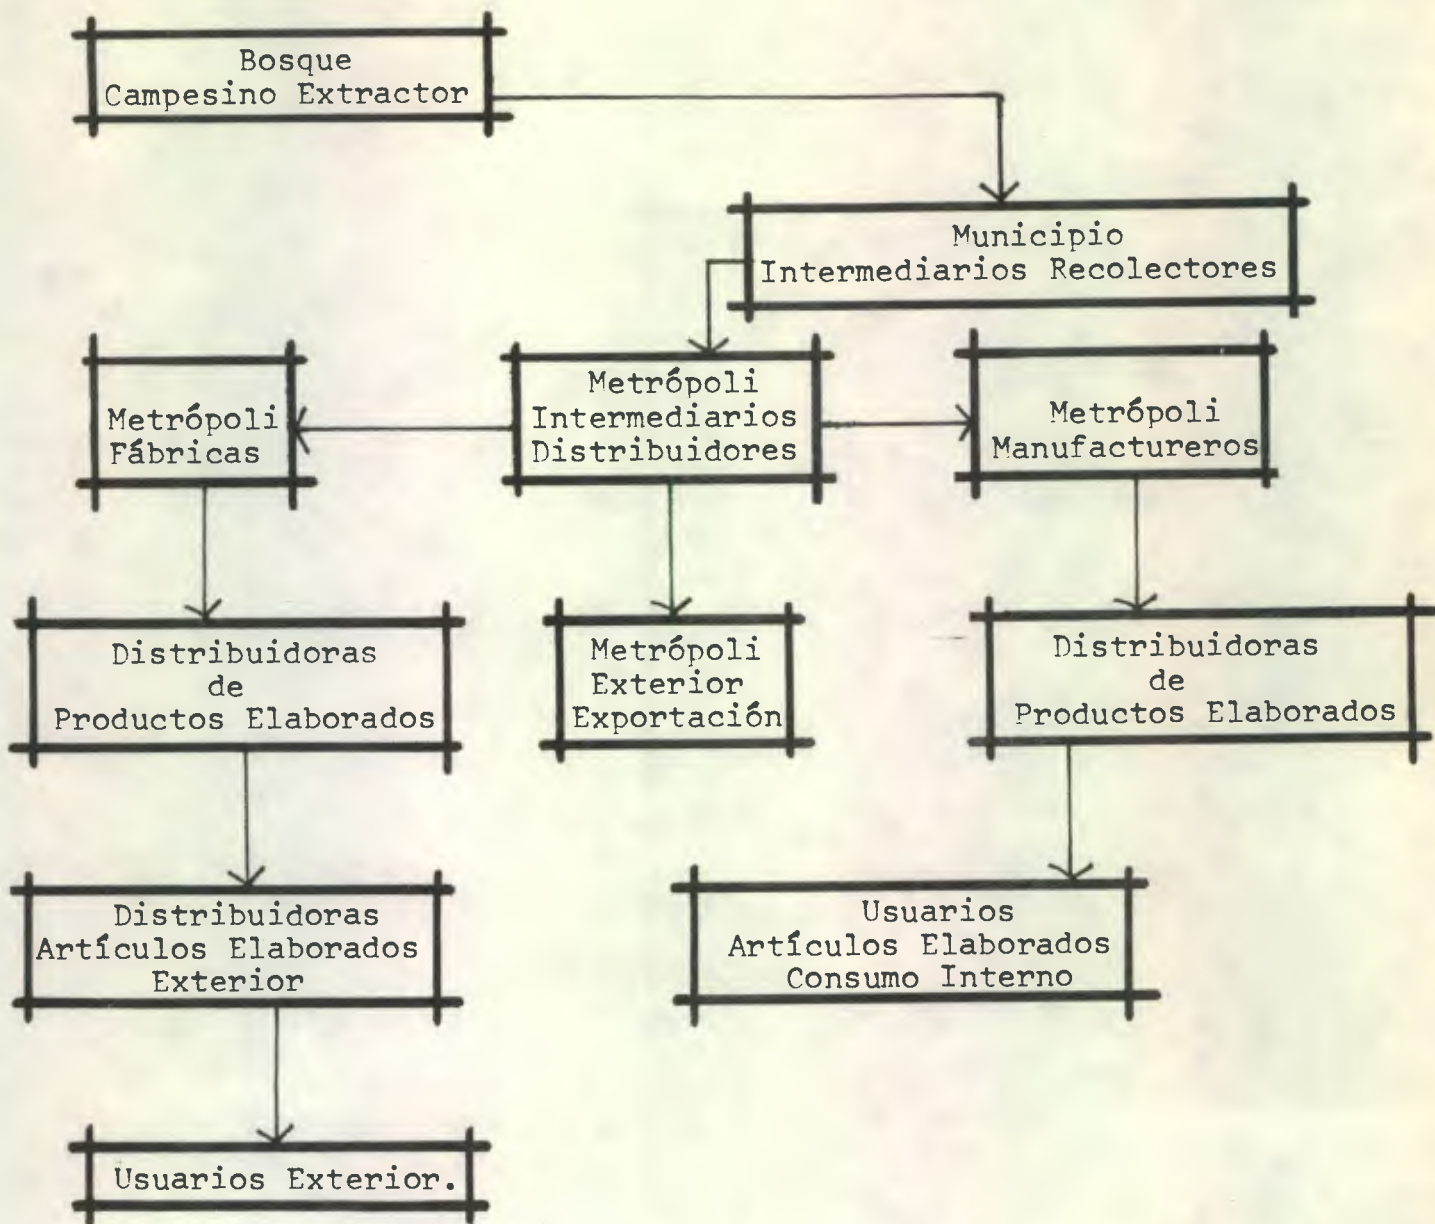 Bosque
Campesino Extractor
Municipio
Intermediarios Recolectores
Metrópoli
Fábricas
Metrópoli
Intermediarios
Distribuidores
Metrópoli
Manufactureros
Distribuidoras
de
Productos Elaborados
Metrópoli
Exterior
Exportación
Distribuidoras
de
Productos Elaborados
Distribuidoras
Artículos Elaborados
Exterior
Usuarios
Artículos Elaborados
Consumo Interno
Usuarios Exterior.